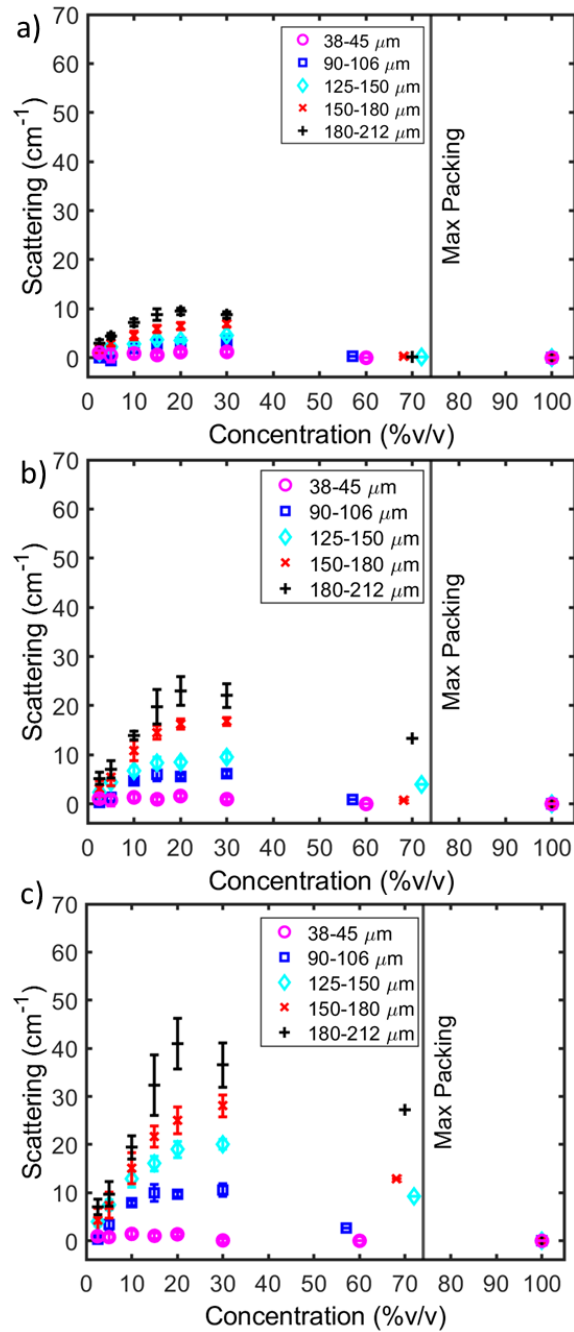 a)
70
60
50
40
30
20
10
0
Scattering (cm⁻¹)
38-45 μm
90-106 μm
125-150 μm
150-180 μm
180-212 μm
Max Packing
0 10 20 30 40 50 60 70 80 90 100
Concentration (%v/v)
b)
70
60
50
40
30
20
10
0
Scattering (cm⁻¹)
38-45 μm
90-106 μm
125-150 μm
150-180 μm
180-212 μm
Max Packing
0 10 20 30 40 50 60 70 80 90 100
Concentration (%v/v)
c)
70
60
50
40
30
20
10
0
Scattering (cm⁻¹)
38-45 μm
90-106 μm
125-150 μm
150-180 μm
180-212 μm
Max Packing
0 10 20 30 40 50 60 70 80 90 100
Concentration (%v/v)